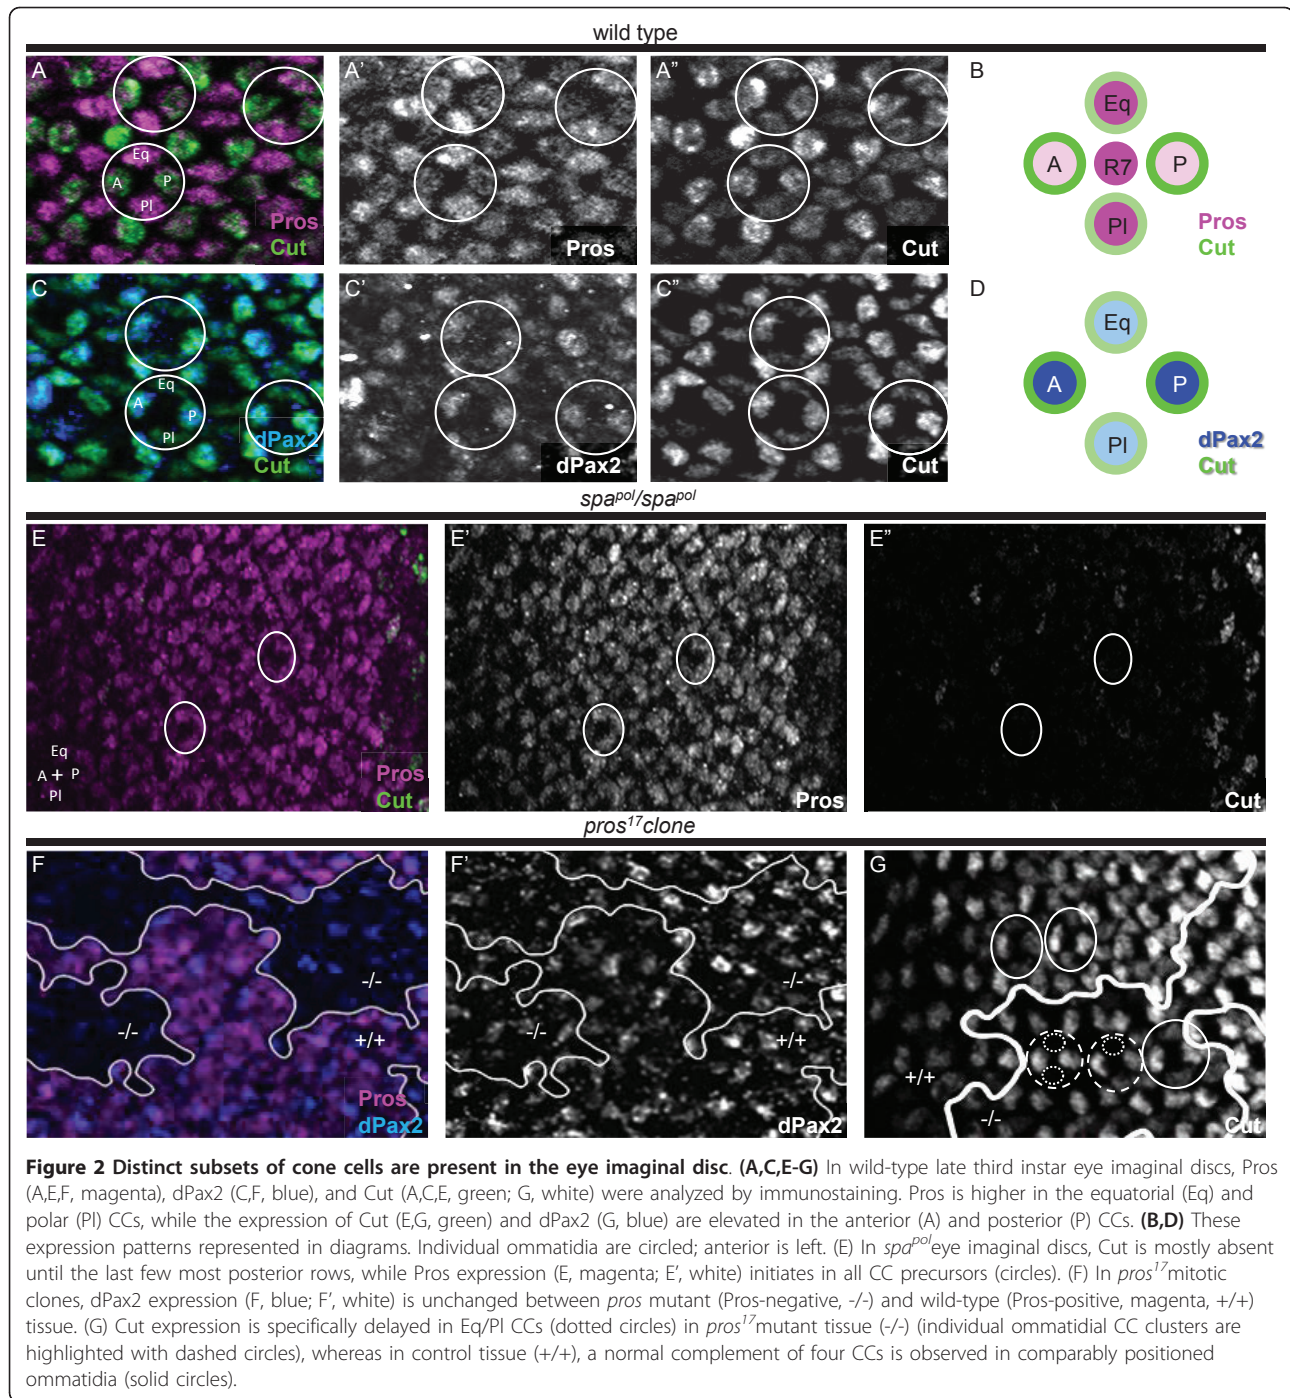 wild type
A
Eq
A
P
Pl
Pros
Cut
A'
Pros
A"
Cut
B
Eq
A
R7
P
Pl
Pros
Cut
C
Eq
A
P
Pl
dPax2
Cut
C'
dPax2
C"
Cut
D
Eq
A
P
Pl
dPax2
Cut
spa^pol/spa^pol
E
Eq
A + P
Pl
Pros
Cut
E'
Pros
E"
Cut
pros^17 clone
F
-/-
-/-
+/+
Pros
dPax2
F'
-/-
-/-
+/+
dPax2
G
+/+
-/-
Cut
Figure 2 Distinct subsets of cone cells are present in the eye imaginal disc. (A,C,E-G) In wild-type late third instar eye imaginal discs, Pros
(A,E,F, magenta), dPax2 (C,F, blue), and Cut (A,C,E, green; G, white) were analyzed by immunostaining. Pros is higher in the equatorial (Eq) and
polar (Pl) CCs, while the expression of Cut (E,G, green) and dPax2 (G, blue) are elevated in the anterior (A) and posterior (P) CCs. (B,D) These
expression patterns represented in diagrams. Individual ommatidia are circled; anterior is left. (E) In spa^pol eye imaginal discs, Cut is mostly absent
until the last few most posterior rows, while Pros expression (E, magenta; E', white) initiates in all CC precursors (circles). (F) In pros^17 mitotic
clones, dPax2 expression (F, blue; F', white) is unchanged between pros mutant (Pros-negative, -/-) and wild-type (Pros-positive, magenta, +/+)
tissue. (G) Cut expression is specifically delayed in Eq/Pl CCs (dotted circles) in pros^17 mutant tissue (-/-) (individual ommatidial CC clusters are
highlighted with dashed circles), whereas in control tissue (+/+), a normal complement of four CCs is observed in comparably positioned
ommatidia (solid circles).